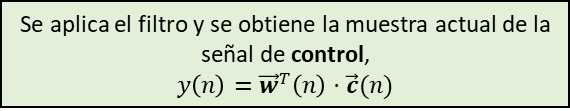 Se aplica el filtro y se obtiene la muestra actual de la
señal de control,
y(n) = w⃗ᵀ(n) · c⃗(n)